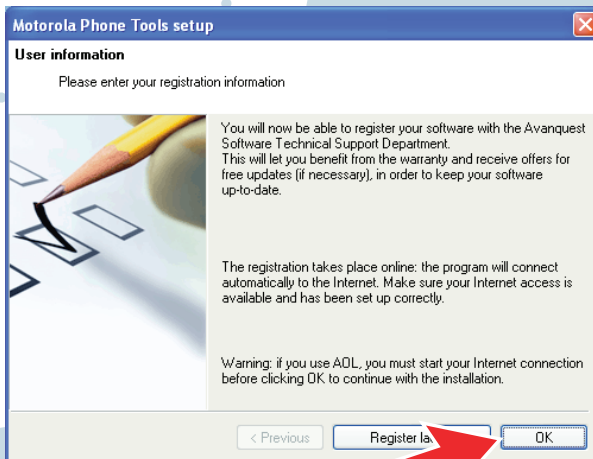 Motorola Phone Tools setup
User information
Please enter your registration information
You will now be able to register your software with the Avanquest
Software Technical Support Department.
This will let you benefit from the warranty and receive offers for
free updates (if necessary), in order to keep your software
up-to-date.
The registration takes place online: the program will connect
automatically to the Internet. Make sure your Internet access is
available and has been set up correctly.
Warning: if you use AOL, you must start your Internet connection
before clicking OK to continue with the installation.
< Previous
Register
OK